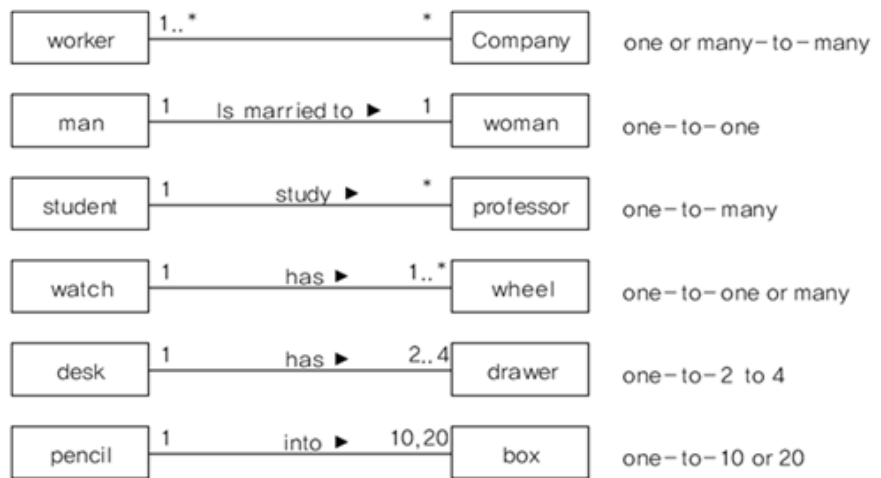 worker 1..* * Company one or many-to-many
man 1 Is married to ► 1 woman one-to-one
student 1 study ► * professor one-to-many
watch 1 has ► 1..* wheel one-to-one or many
desk 1 has ► 2..4 drawer one-to-2 to 4
pencil 1 into ► 10,20 box one-to-10 or 20